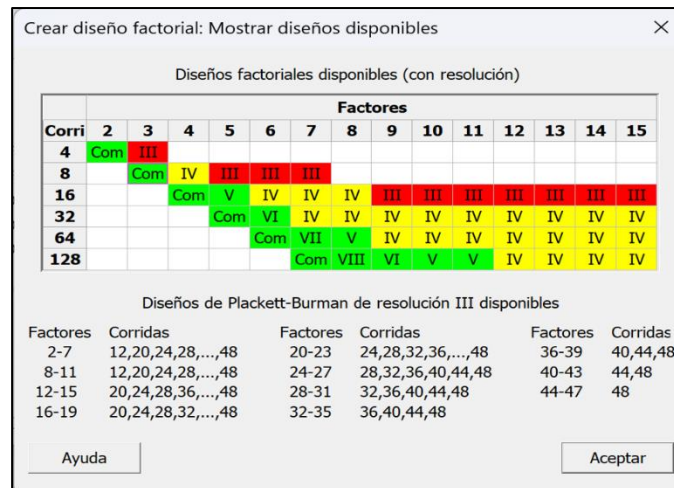 Crear diseño factorial: Mostrar diseños disponibles
Diseños factoriales disponibles (con resolución)
Factores
Corri 2 3 4 5 6 7 8 9 10 11 12 13 14 15
4 Com III
8 Com IV III III III
16 Com V IV IV IV III III III III III III III
32 Com VI IV IV IV IV IV IV IV IV IV
64 Com VII V IV IV IV IV IV IV IV
128 Com VIII VI V V IV IV IV IV
Diseños de Plackett-Burman de resolución III disponibles
Factores Corridas Factores Corridas Factores Corridas
2-7 12,20,24,28,...,48 20-23 24,28,32,36,...,48 36-39 40,44,48
8-11 12,20,24,28,...,48 24-27 28,32,36,40,44,48 40-43 44,48
12-15 20,24,28,36,...,48 28-31 32,36,40,44,48 44-47 48
16-19 20,24,28,32,...,48 32-35 36,40,44,48
Ayuda Aceptar